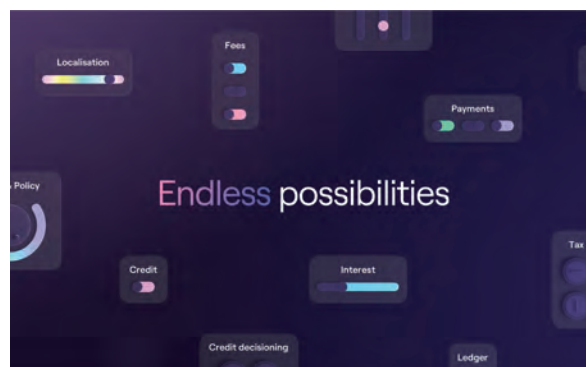 Fees
Localisation
Payments
Policy
Endless possibilities
Tax
Credit
Interest
Credit decisioning
Ledger